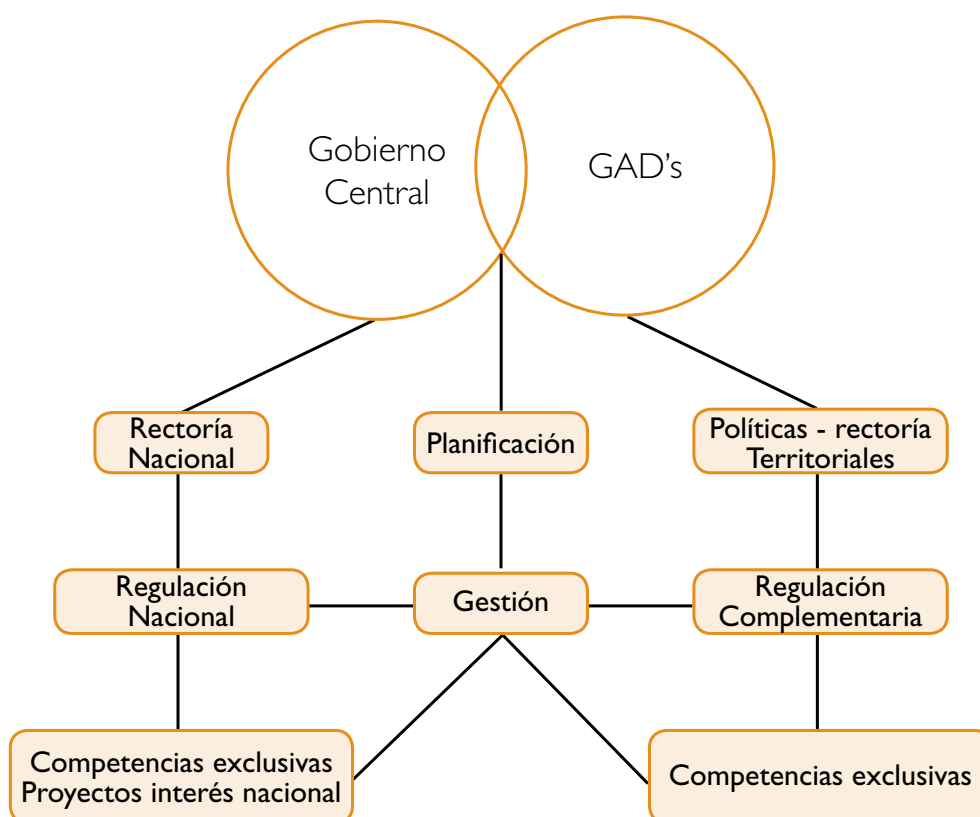 Gobierno
Central
GAD's
Rectoría
Nacional
Planificación
Políticas - rectoría
Territoriales
Regulación
Nacional
Gestión
Regulación
Complementaria
Competencias exclusivas
Proyectos interés nacional
Competencias exclusivas